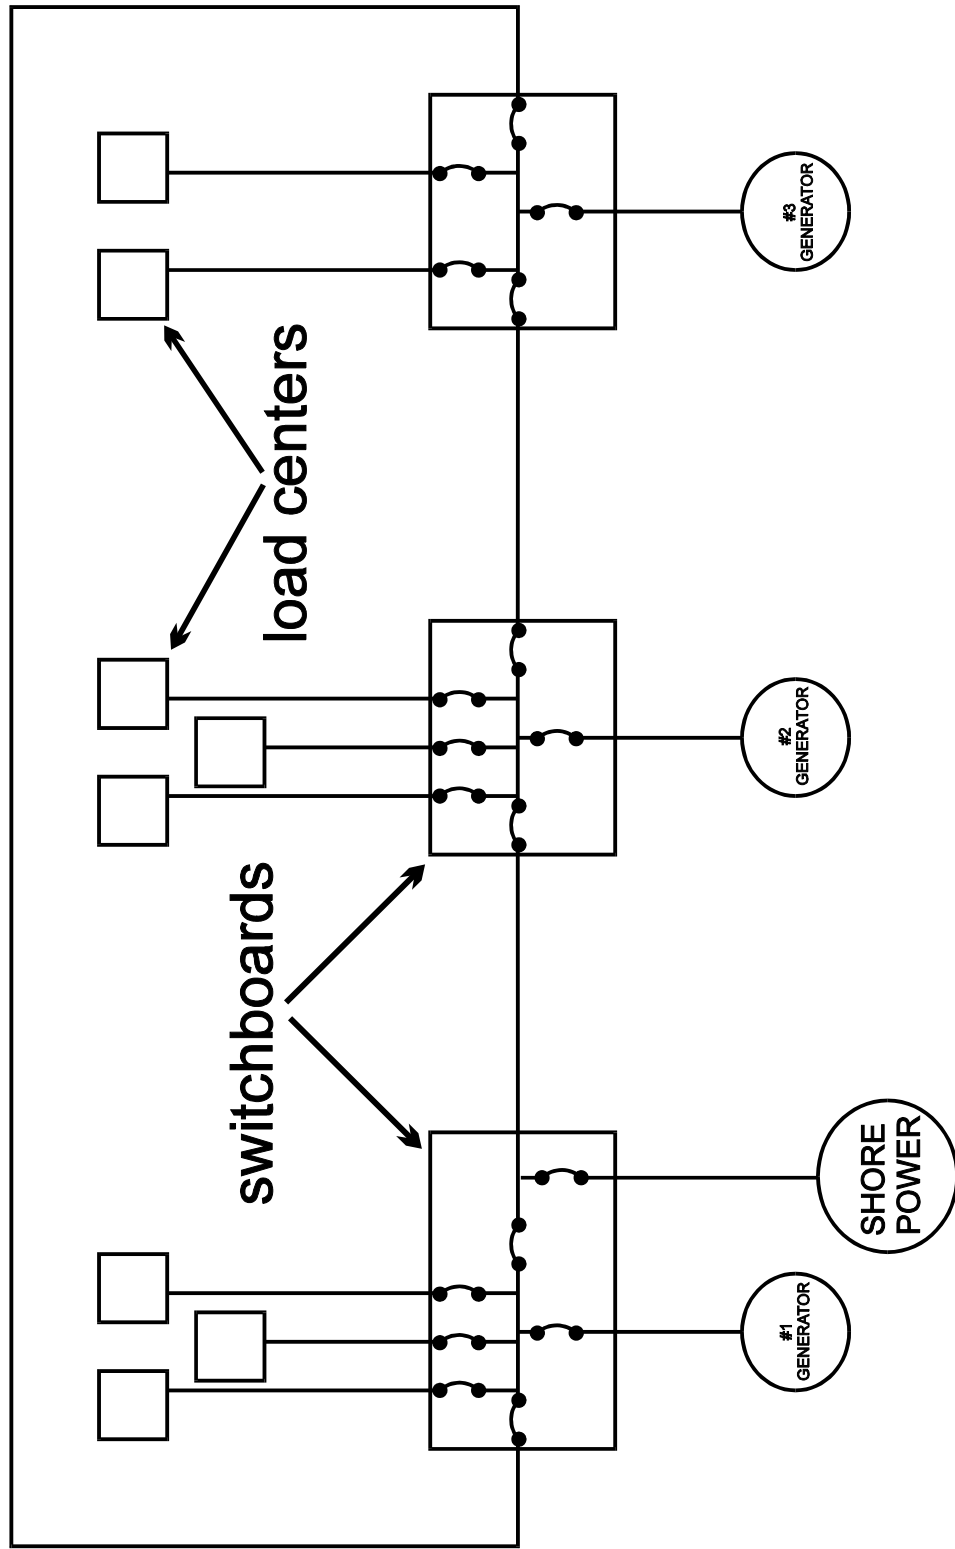 load centers
switchboards
#1
GENERATOR
SHORE
POWER
#2
GENERATOR
#3
GENERATOR